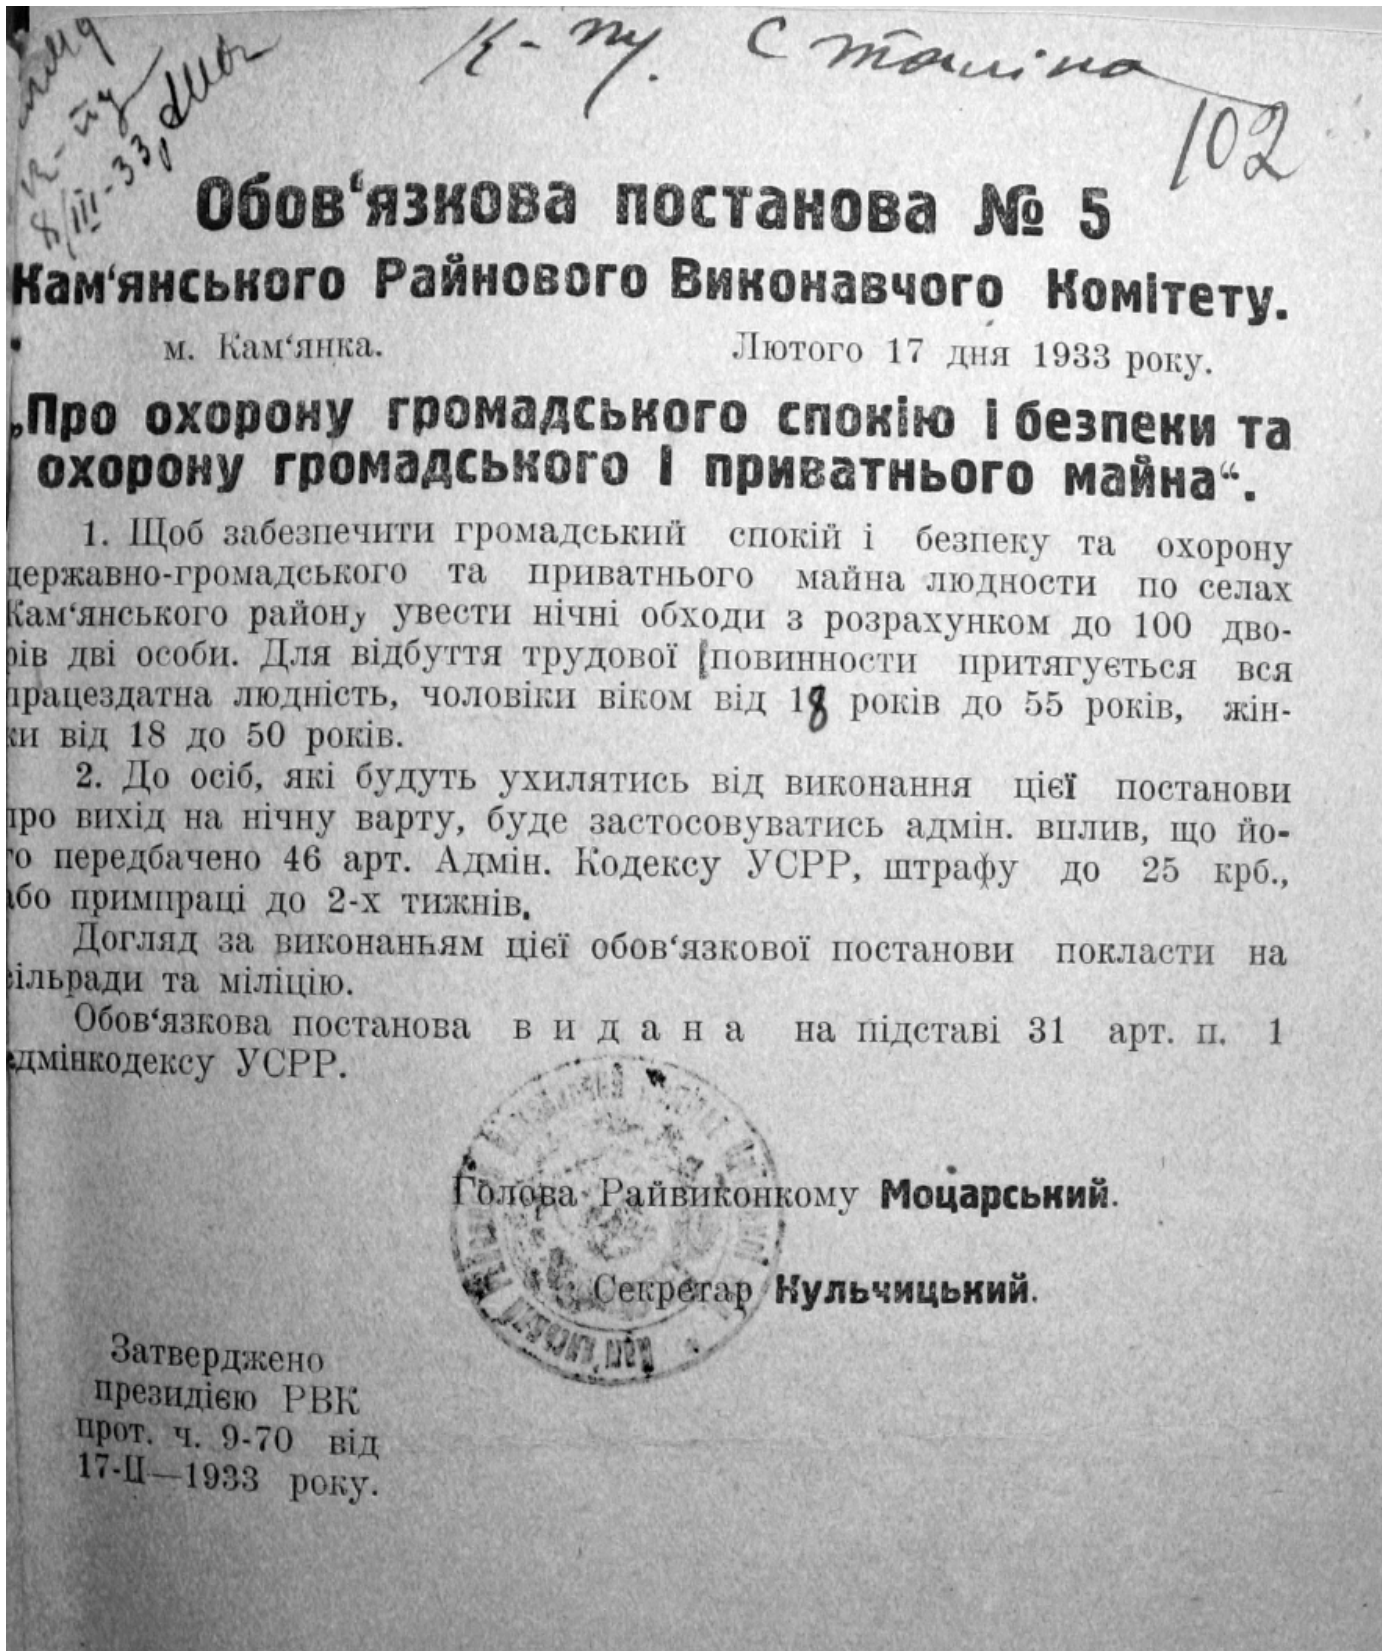 К-гу. Сталіна
102
8/III-33
Обов‘язкова постанова № 5
Кам‘янського Райнового Виконавчого Комітету.
м. Кам‘янка. Лютого 17 дня 1933 року.
„Про охорону громадського спокію і безпеки та
охорону громадського і приватнього майна“.
1. Щоб забезпечити громадський спокій і безпеку та охорону
державно-громадського та приватнього майна людности по селах
Кам‘янського району увести нічні обходи з розрахунком до 100 дво-
рів дві особи. Для відбуття трудової повинности притягується вся
працездатна людність, чоловіки віком від 18 років до 55 років, жін-
ки від 18 до 50 років.
2. До осіб, які будуть ухилятись від виконання цієї постанови
про вихід на нічну варту, буде застосовуватись адмін. вплив, що йо-
го передбачено 46 арт. Адмін. Кодексу УСРР, штрафу до 25 крб.,
або примпраці до 2-х тижнів.
Догляд за виконанням цієї обов‘язкової постанови покласти на
сільради та міліцію.
Обов‘язкова постанова видана на підставі 31 арт. п. 1
адмінкодексу УСРР.
Голова Райвиконкому Моцарський.
Секретар Кульчицький.
Затверджено
президією РВК
прот. ч. 9-70 від
17-II—1933 року.